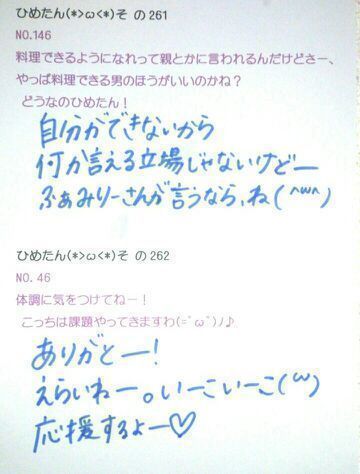 ひめたん(*>ω<*)そ の261
NO.146
料理できるようになれって親とかに言われるんだけどさー、
やっぱ料理できる男のほうがいいのかね？
どうなのひめたん！
自分ができないから
何か言える立場じゃないけどー
ふぁみりーさんが言うなら、ね(^ω^)
ひめたん(*>ω<*)そ の262
NO.46
体調に気をつけてねー！
こっちは課題やってきますわ(=ﾟωﾟ)ﾉ♪
ありがとー！
えらいねー。いーこいーこ(ω)
応援するよー♡